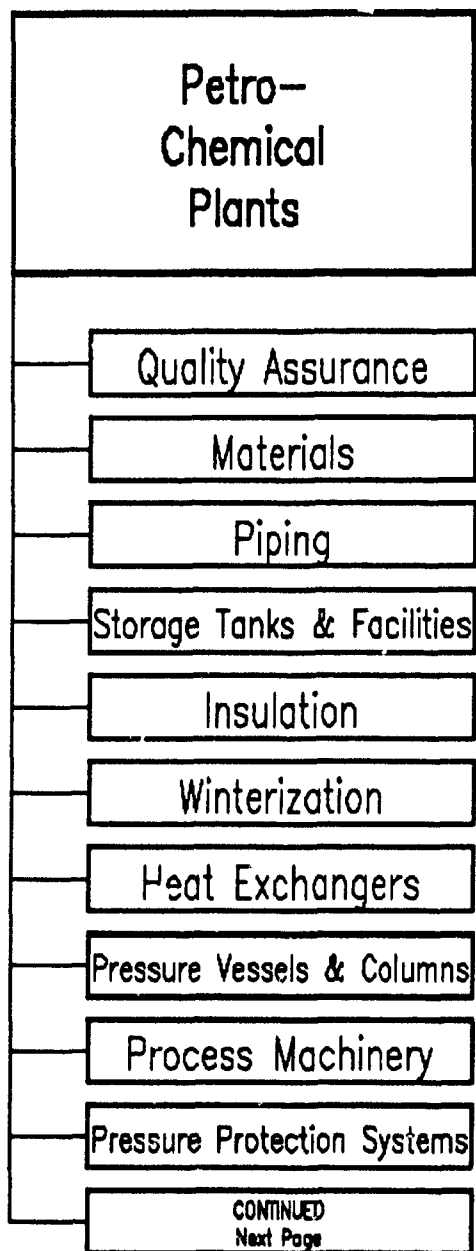 Petro-
Chemical
Plants
Quality Assurance
Materials
Piping
Storage Tanks & Facilities
Insulation
Winterization
Heat Exchangers
Pressure Vessels & Columns
Process Machinery
Pressure Protection Systems
CONTINUED
Next Page